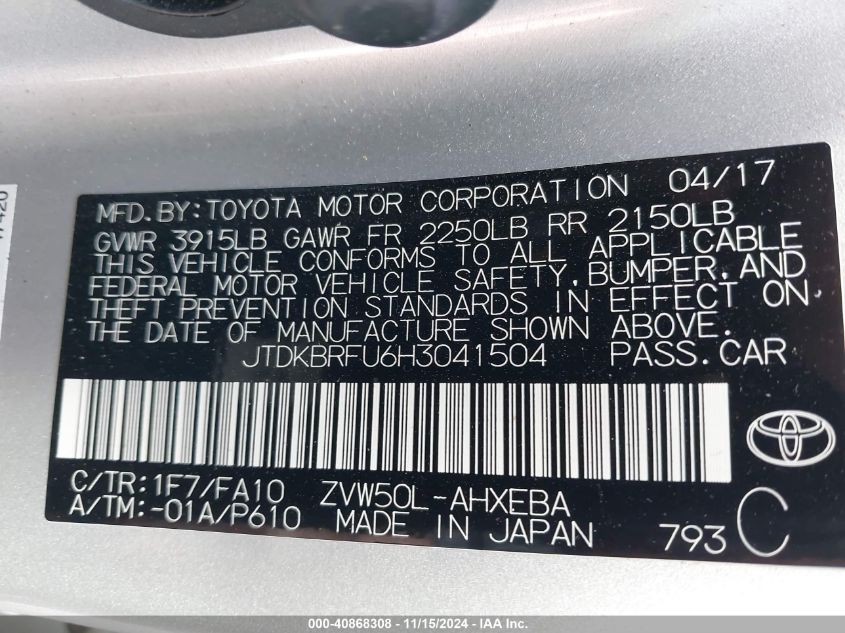 MFD.BY:TOYOTA MOTOR CORPORATION 04/17
GVWR 3915LB GAWR FR 2250LB RR 2150LB
THIS VEHICLE CONFORMS TO ALL APPLICABLE
FEDERAL MOTOR VEHICLE SAFETY,BUMPER,AND
THEFT PREVENTION STANDARDS IN EFFECT ON
THE DATE OF MANUFACTURE SHOWN ABOVE.
JTDKBRFU6H3041504 PASS.CAR
C/TR:1F7/FA10 ZVW50L-AHXEBA
A/TM:-01A/P610 MADE IN JAPAN 793 C
000-40868308 - 11/15/2024 - IAA Inc.